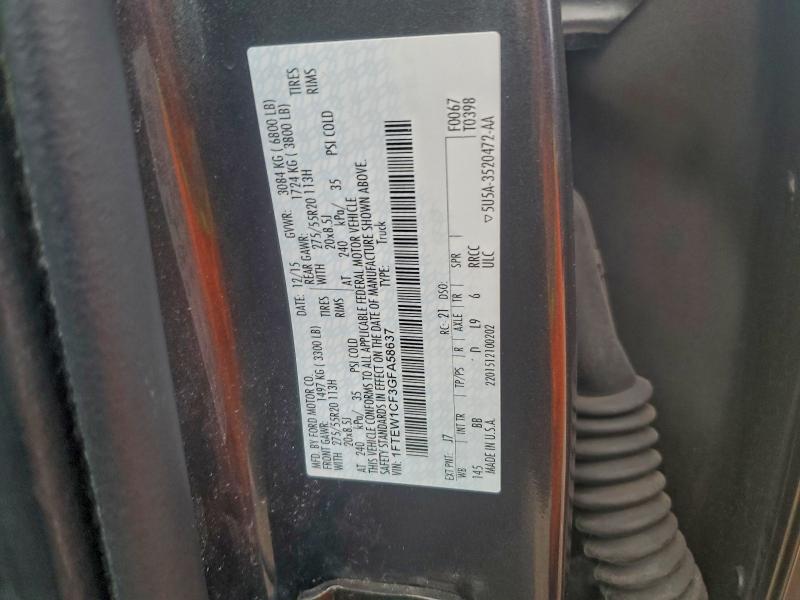 MFD. BY FORD MOTOR CO.
DATE: 12/15 GVWR: 3084 KG ( 6800 LB)
FRONT GAWR: 1497 KG ( 3300 LB) REAR GAWR: 1724 KG ( 3800 LB)
WITH 275/55R20 113H TIRES WITH 275/55R20 113H TIRES
20x8.5J RIMS 20x8.5J RIMS
AT 240 kPa/ 35 PSI COLD AT 240 kPa/ 35 PSI COLD
THIS VEHICLE CONFORMS TO ALL APPLICABLE FEDERAL MOTOR VEHICLE
SAFETY STANDARDS IN EFFECT ON THE DATE OF MANUFACTURE SHOWN ABOVE.
VIN: 1FTEW1CF3GFA58637 TYPE: Truck
F0067
T0398
EXT PNT: J7 RC: 21 DSO:
WB INT TR TP/PS R AXLE TR SPR
145 BB D L9 6 RRCC
MADE IN U.S.A. 2201512100202 ULC
▽5U5A-3520472-AA